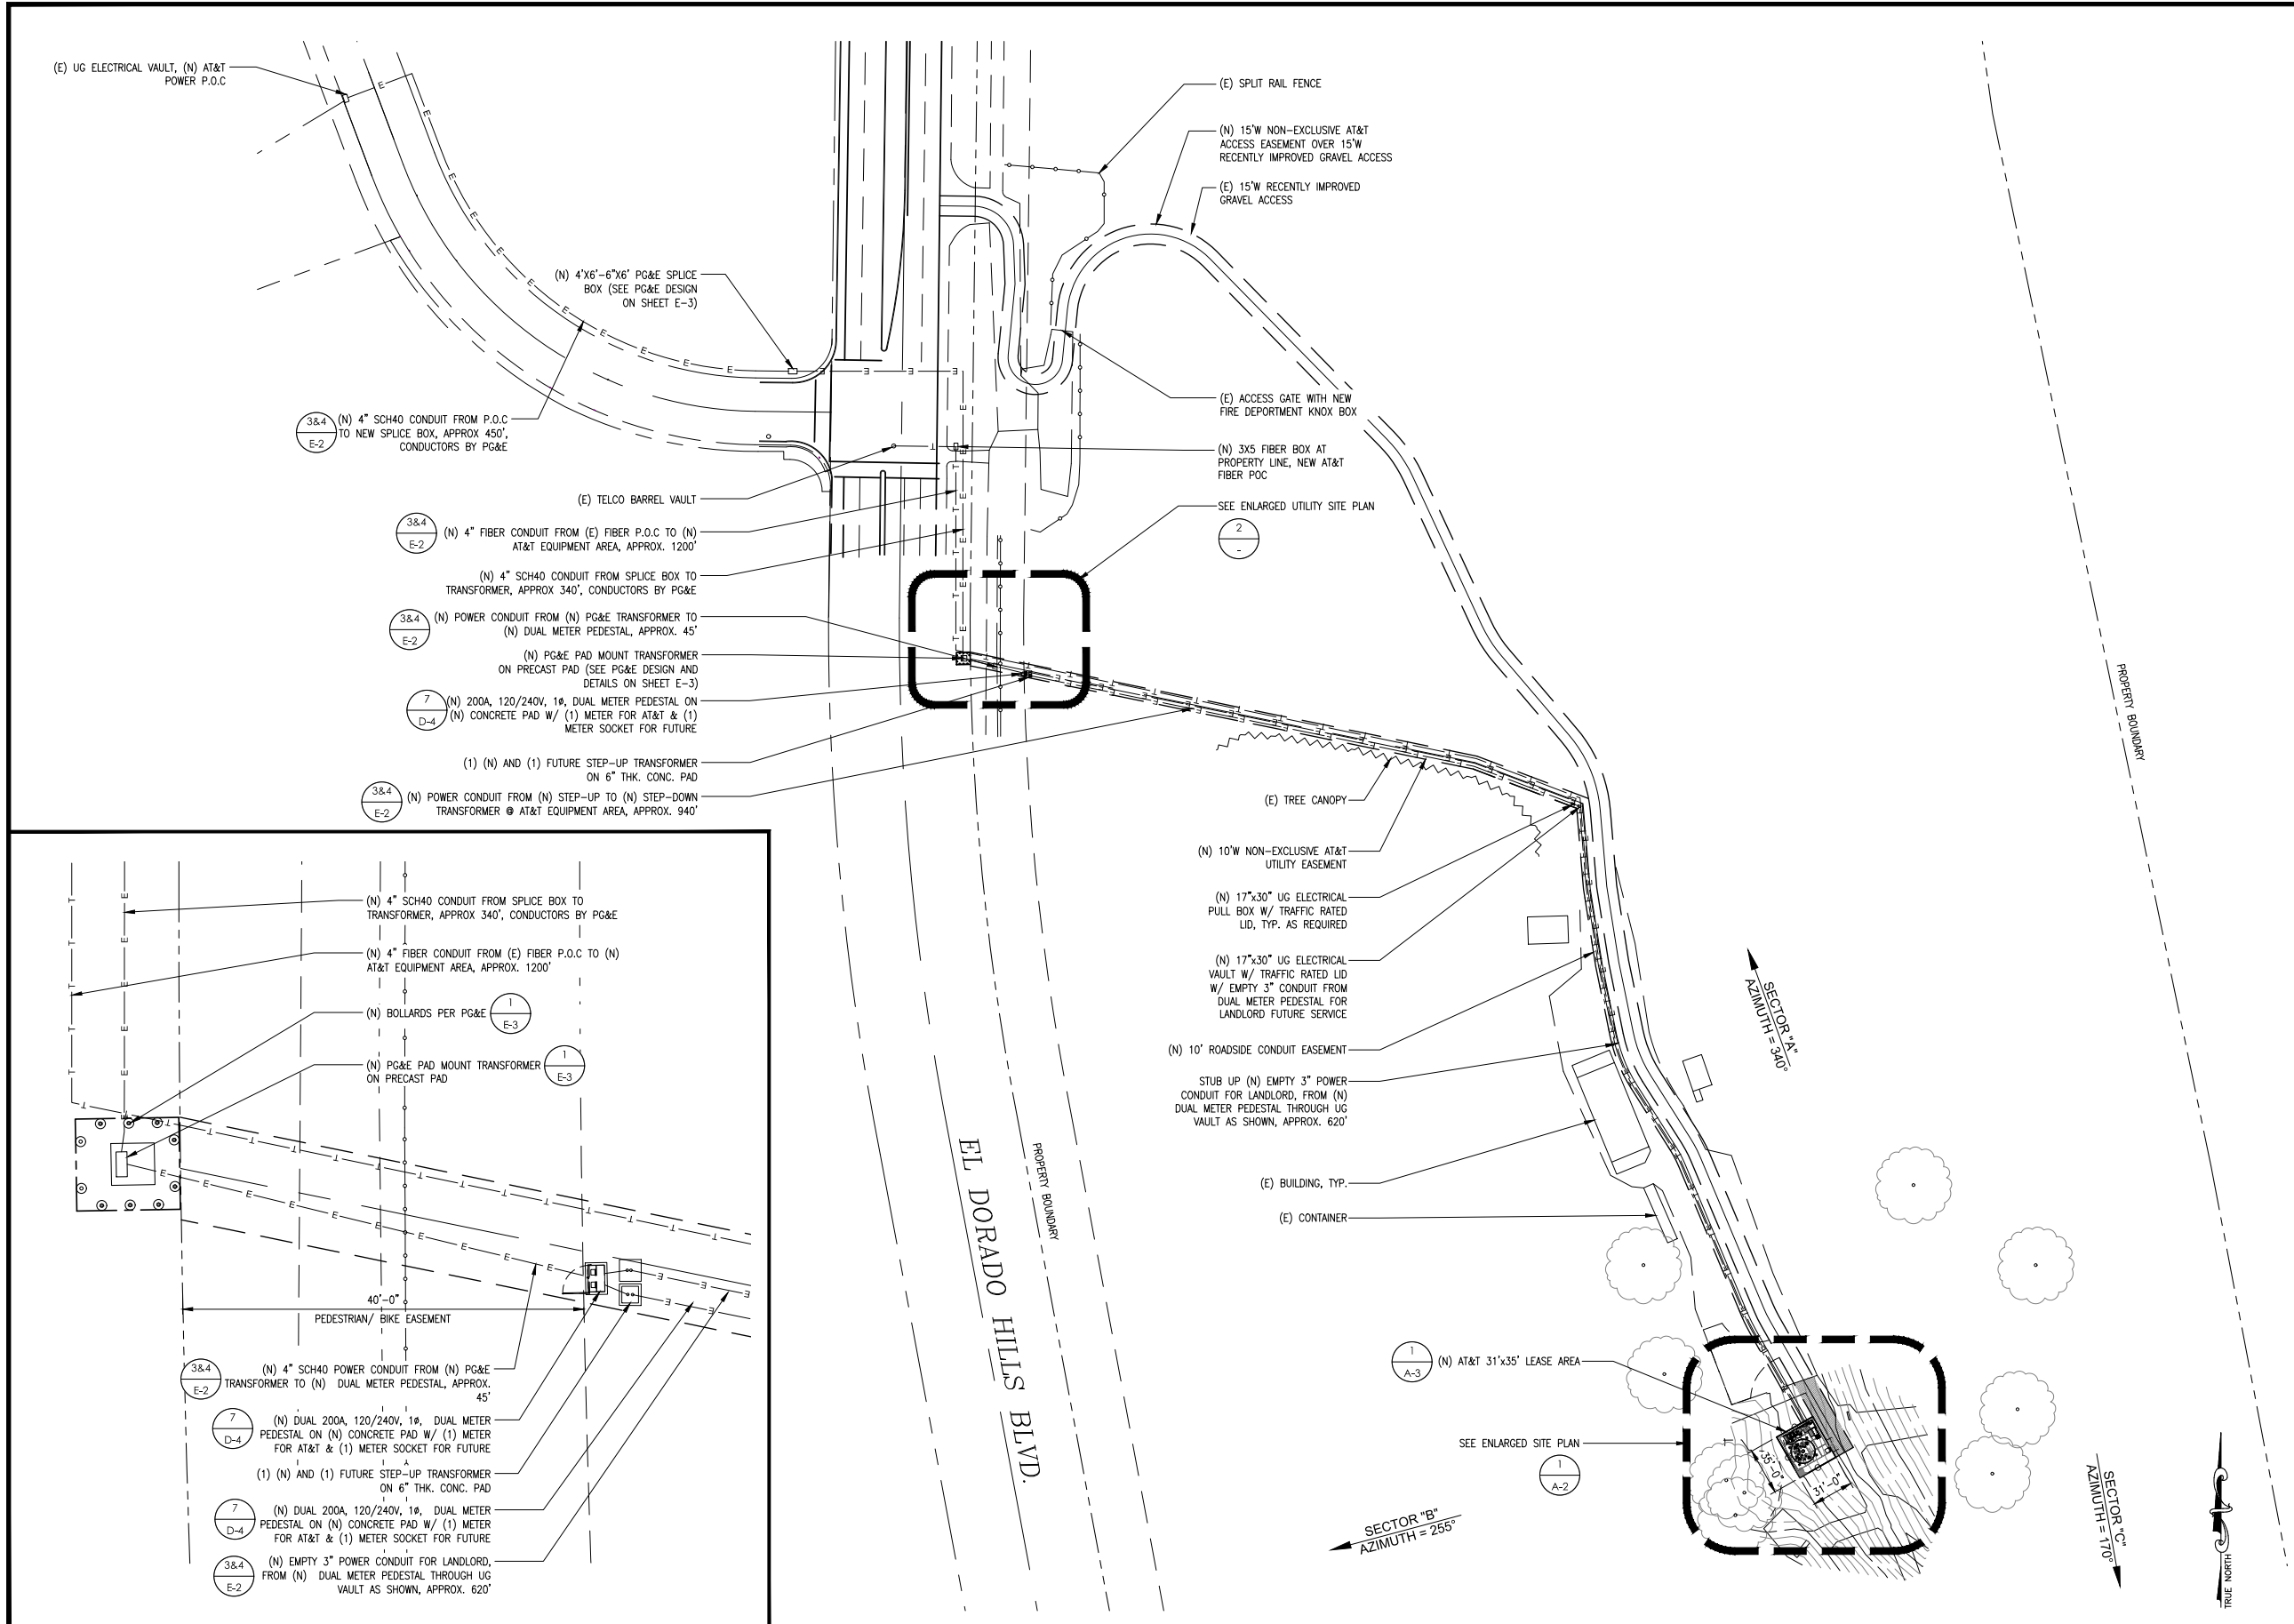 (E) UG ELECTRICAL VAULT, (N) AT&T
POWER P.O.C
(E) SPLIT RAIL FENCE
(N) 15'W NON-EXCLUSIVE AT&T
ACCESS EASEMENT OVER 15'W
RECENTLY IMPROVED GRAVEL ACCESS
(E) 15'W RECENTLY IMPROVED
GRAVEL ACCESS
(N) 4'X6'-6"X6' PG&E SPLICE
BOX (SEE PG&E DESIGN
ON SHEET E-3)
(E) ACCESS GATE WITH NEW
FIRE DEPORTMENT KNOX BOX
3&4
E-2
(N) 4" SCH40 CONDUIT FROM P.O.C
TO NEW SPLICE BOX, APPROX 450',
CONDUCTORS BY PG&E
(N) 3X5 FIBER BOX AT
PROPERTY LINE, NEW AT&T
FIBER POC
(E) TELCO BARREL VAULT
SEE ENLARGED UTILITY SITE PLAN
2
-
3&4
E-2
(N) 4" FIBER CONDUIT FROM (E) FIBER P.O.C TO (N)
AT&T EQUIPMENT AREA, APPROX. 1200'
(N) 4" SCH40 CONDUIT FROM SPLICE BOX TO
TRANSFORMER, APPROX 340', CONDUCTORS BY PG&E
3&4
E-2
(N) POWER CONDUIT FROM (N) PG&E TRANSFORMER TO
(N) DUAL METER PEDESTAL, APPROX. 45'
(N) PG&E PAD MOUNT TRANSFORMER
ON PRECAST PAD (SEE PG&E DESIGN AND
DETAILS ON SHEET E-3)
7
D-4
(N) 200A, 120/240V, 1ø, DUAL METER PEDESTAL ON
(N) CONCRETE PAD W/ (1) METER FOR AT&T & (1)
METER SOCKET FOR FUTURE
(1) (N) AND (1) FUTURE STEP-UP TRANSFORMER
ON 6" THK. CONC. PAD
3&4
E-2
(N) POWER CONDUIT FROM (N) STEP-UP TO (N) STEP-DOWN
TRANSFORMER @ AT&T EQUIPMENT AREA, APPROX. 940'
PROPERTY BOUNDARY
(E) TREE CANOPY
(N) 10'W NON-EXCLUSIVE AT&T
UTILITY EASEMENT
(N) 17"x30" UG ELECTRICAL
PULL BOX W/ TRAFFIC RATED
LID, TYP. AS REQUIRED
(N) 17"x30" UG ELECTRICAL
VAULT W/ TRAFFIC RATED LID
W/ EMPTY 3" CONDUIT FROM
DUAL METER PEDESTAL FOR
LANDLORD FUTURE SERVICE
(N) 10' ROADSIDE CONDUIT EASEMENT
STUB UP (N) EMPTY 3" POWER
CONDUIT FOR LANDLORD, FROM (N)
DUAL METER PEDESTAL THROUGH UG
VAULT AS SHOWN, APPROX. 620'
(E) BUILDING, TYP.
(E) CONTAINER
SECTOR "A"
AZIMUTH = 340°
EL DORADO HILLS BLVD.
PROPERTY BOUNDARY
1
A-3
(N) AT&T 31'x35' LEASE AREA
SEE ENLARGED SITE PLAN
1
A-2
35'-0"
31'-0"
SECTOR "B"
AZIMUTH = 255°
SECTOR "C"
AZIMUTH = 170°
TRUE NORTH
(N) 4" SCH40 CONDUIT FROM SPLICE BOX TO
TRANSFORMER, APPROX 340', CONDUCTORS BY PG&E
(N) 4" FIBER CONDUIT FROM (E) FIBER P.O.C TO (N)
AT&T EQUIPMENT AREA, APPROX. 1200'
(N) BOLLARDS PER PG&E
1
E-3
(N) PG&E PAD MOUNT TRANSFORMER
ON PRECAST PAD
1
E-3
40'-0"
PEDESTRIAN/ BIKE EASEMENT
3&4
E-2
(N) 4" SCH40 POWER CONDUIT FROM (N) PG&E
TRANSFORMER TO (N) DUAL METER PEDESTAL, APPROX.
45'
7
D-4
(N) DUAL 200A, 120/240V, 1ø, DUAL METER
PEDESTAL ON (N) CONCRETE PAD W/ (1) METER
FOR AT&T & (1) METER SOCKET FOR FUTURE
(1) (N) AND (1) FUTURE STEP-UP TRANSFORMER
ON 6" THK. CONC. PAD
7
D-4
(N) DUAL 200A, 120/240V, 1ø, DUAL METER
PEDESTAL ON (N) CONCRETE PAD W/ (1) METER
FOR AT&T & (1) METER SOCKET FOR FUTURE
3&4
E-2
(N) EMPTY 3" POWER CONDUIT FOR LANDLORD,
FROM (N) DUAL METER PEDESTAL THROUGH UG
VAULT AS SHOWN, APPROX. 620'